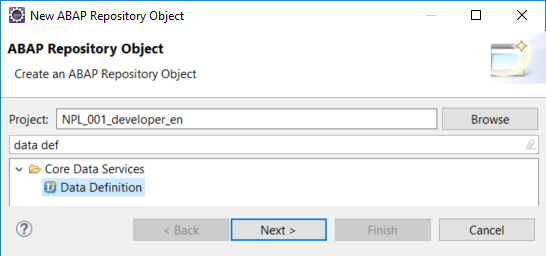 New ABAP Repository Object
ABAP Repository Object
Create an ABAP Repository Object
Project: NPL_001_developer_en Browse
data def
Core Data Services
Data Definition
? < Back Next > Finish Cancel